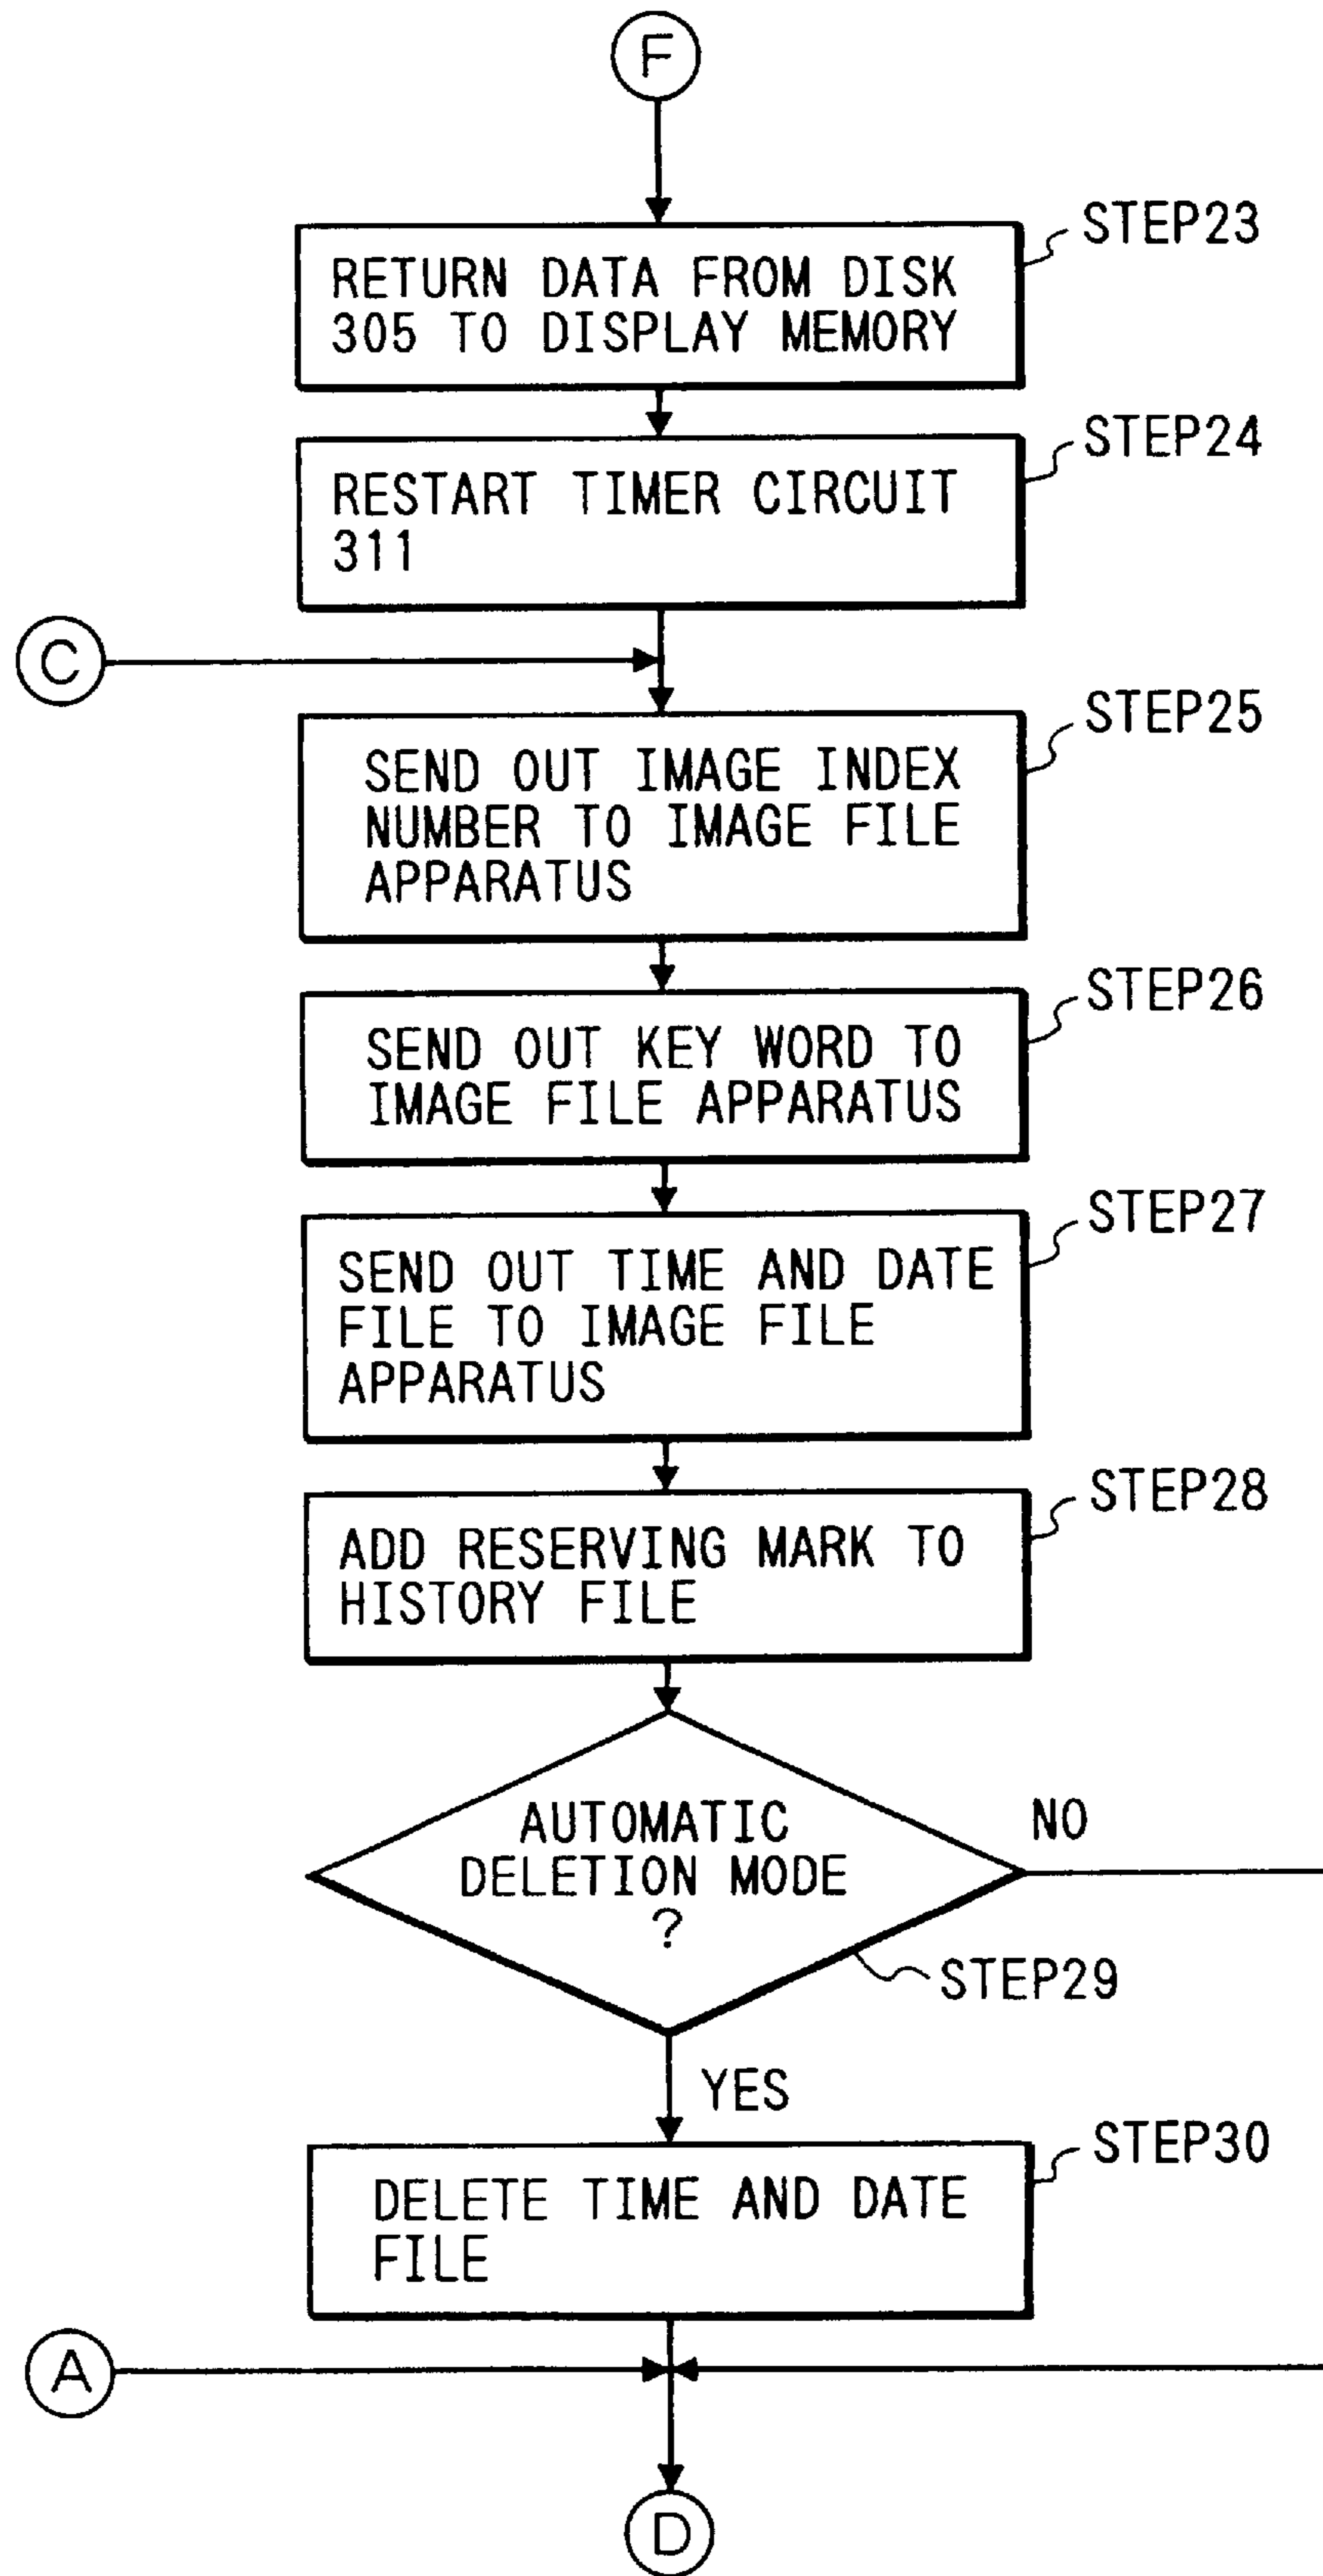 F
STEP23
RETURN DATA FROM DISK
305 TO DISPLAY MEMORY
STEP24
RESTART TIMER CIRCUIT
311
C
STEP25
SEND OUT IMAGE INDEX
NUMBER TO IMAGE FILE
APPARATUS
STEP26
SEND OUT KEY WORD TO
IMAGE FILE APPARATUS
STEP27
SEND OUT TIME AND DATE
FILE TO IMAGE FILE
APPARATUS
STEP28
ADD RESERVING MARK TO
HISTORY FILE
AUTOMATIC
DELETION MODE
?
NO
STEP29
YES
STEP30
DELETE TIME AND DATE
FILE
A
D